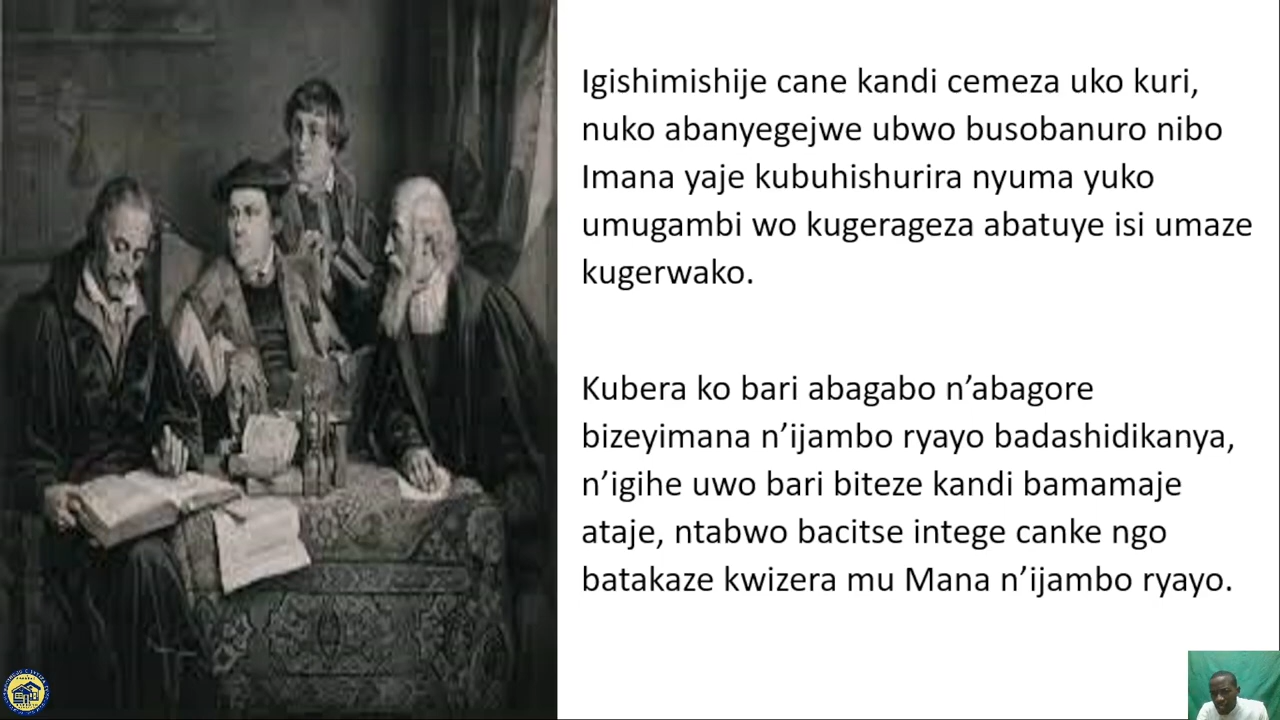 Igishimishije cane kandi cemeza uko kuri,
nuko abanyegejwe ubwo busobanuro nibo
Imana yaje kubuhishurira nyuma yuko
umugambi wo kugerageza abatuye isi umaze
kugerwako.
Kubera ko bari abagabo n’abagore
bizeyimana n’ijambo ryayo badashidikanya,
n’igihe uwo bari biteze kandi bamamaje
ataje, ntabwo bacitse intege canke ngo
batakaze kwizera mu Mana n’ijambo ryayo.